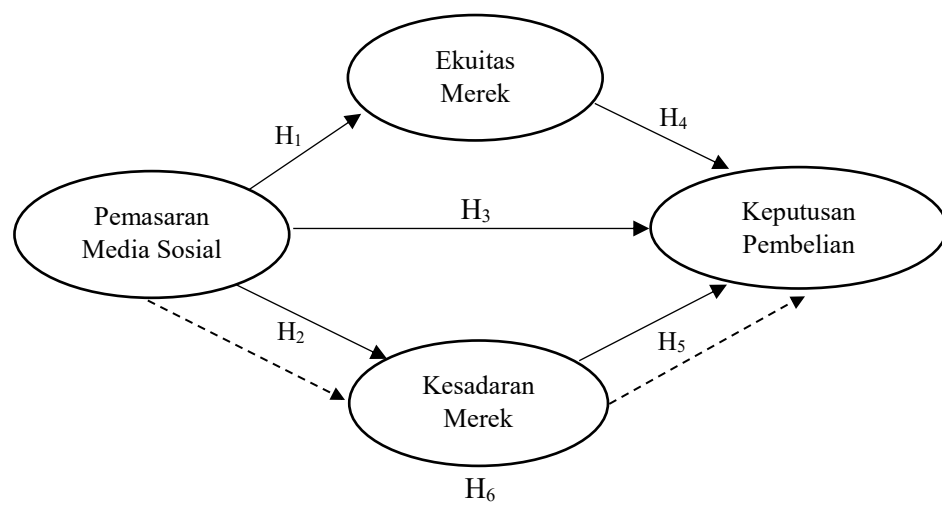 Ekuitas
Merek
H₁
H₄
Pemasaran
Media Sosial
H₃
Keputusan
Pembelian
H₂
H₅
Kesadaran
Merek
H₆